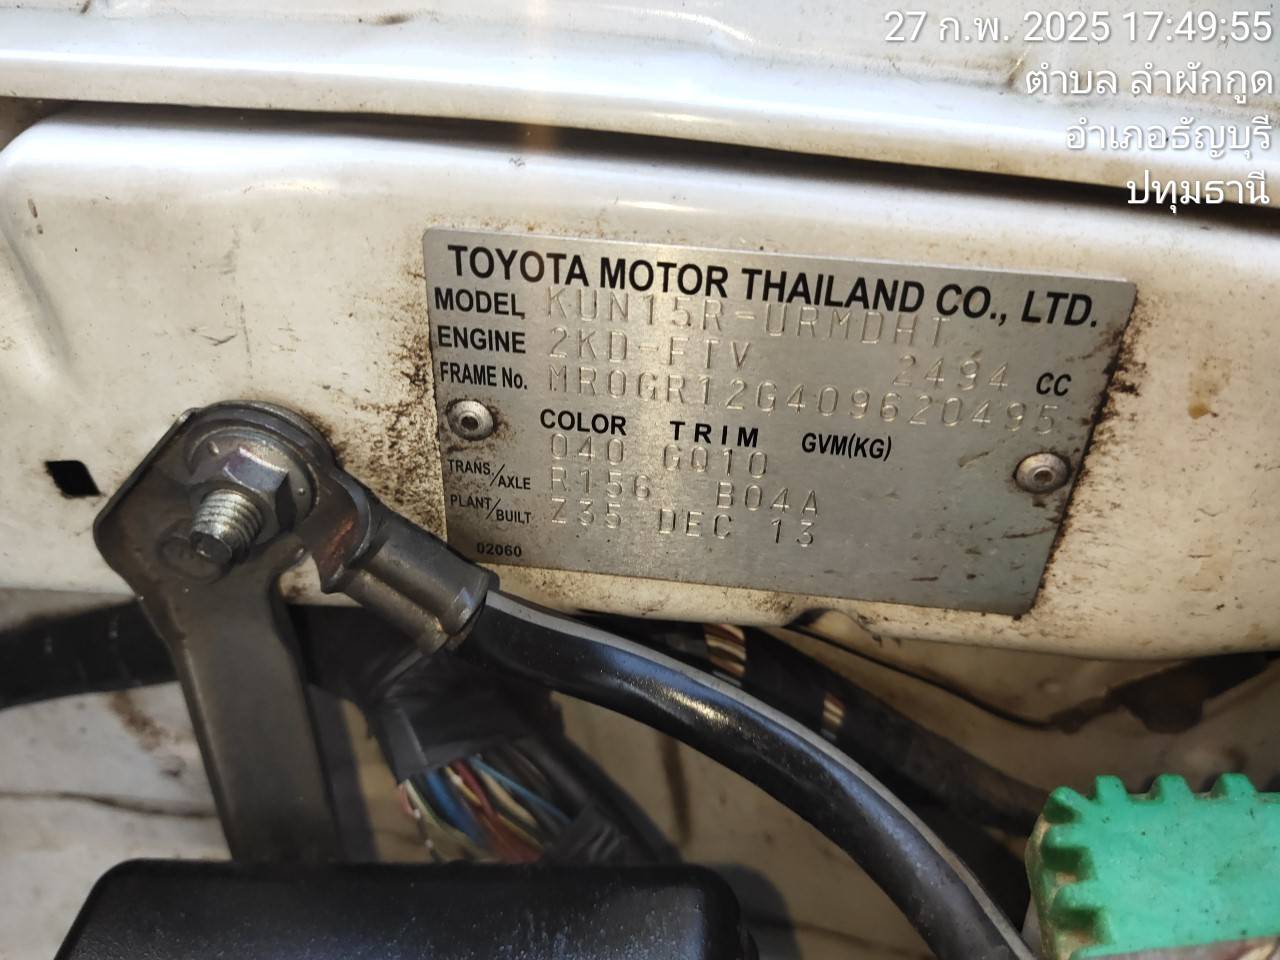 27 ก.พ. 2025 17:49:55
ตำบล ลำผักกูด
อำเภอธัญบุรี
ปทุมธานี
TOYOTA MOTOR THAILAND CO., LTD.
MODEL KUN15R-URMDHT
ENGINE 2KD-FTV 2494 CC
FRAME No. MR0GR12G409620495
COLOR TRIM GVM(KG)
040 G010
TRANS./AXLE R15G B04A
PLANT/BUILT Z35 DEC 13
02060